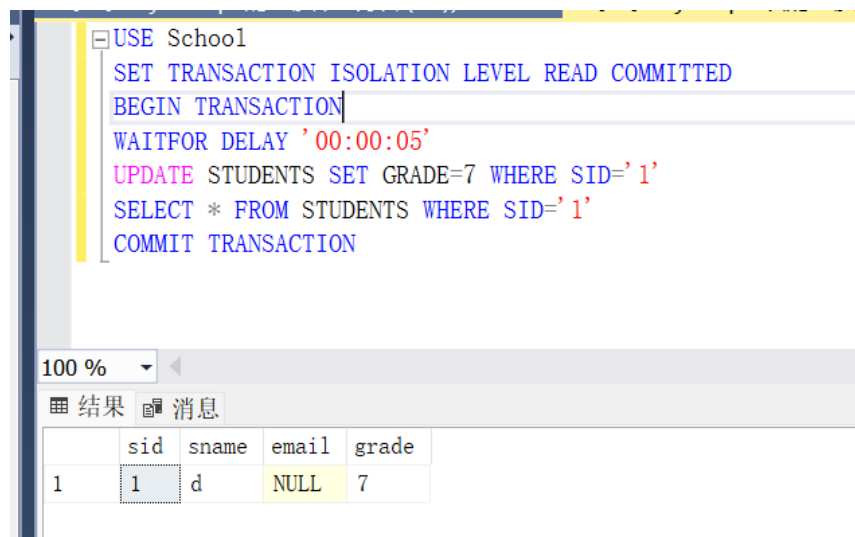 USE School
SET TRANSACTION ISOLATION LEVEL READ COMMITTED
BEGIN TRANSACTION
WAITFOR DELAY '00:00:05'
UPDATE STUDENTS SET GRADE=7 WHERE SID='1'
SELECT * FROM STUDENTS WHERE SID='1'
COMMIT TRANSACTION
100 %
结果 消息
sid sname email grade
1 1 d NULL 7